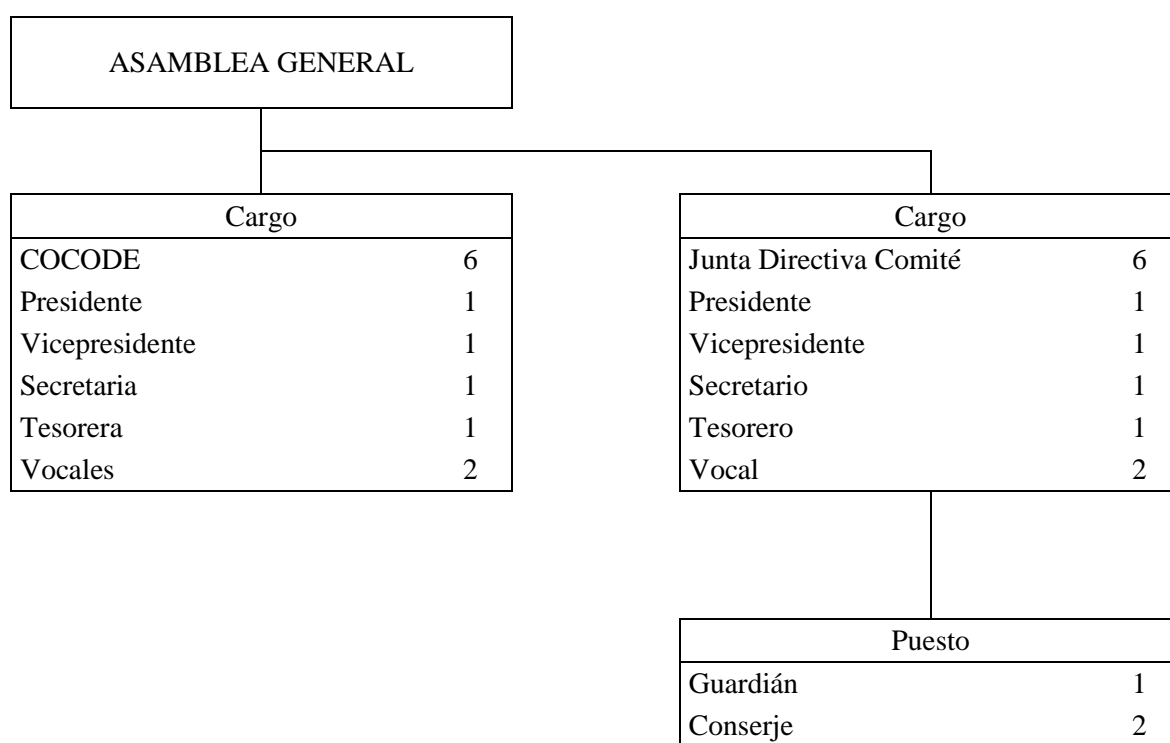 ASAMBLEA GENERAL
Cargo
COCODE 6
Presidente 1
Vicepresidente 1
Secretaria 1
Tesorera 1
Vocales 2
Cargo
Junta Directiva Comité 6
Presidente 1
Vicepresidente 1
Secretario 1
Tesorero 1
Vocal 2
Puesto
Guardián 1
Conserje 2